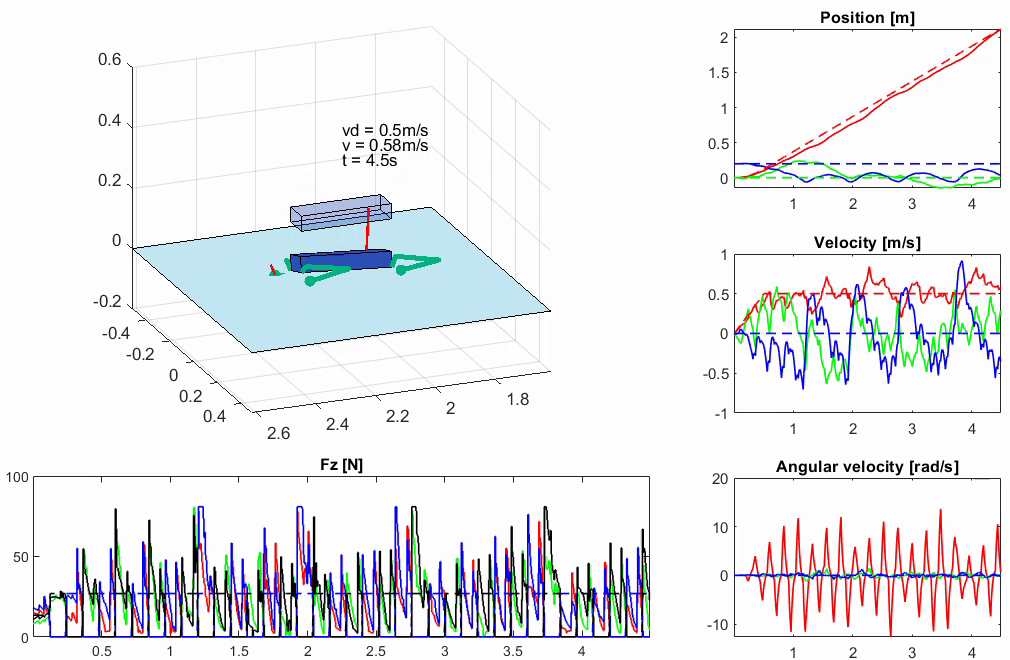 0.6
0.4
0.2
0
-0.2
vd = 0.5m/s
v = 0.58m/s
t = 4.5s
-0.4
-0.2
0
0.2
0.4
2.6
2.4
2.2
2
1.8
Position [m]
2
1.5
1
0.5
0
1 2 3 4
Velocity [m/s]
1
0.5
0
-0.5
-1
1 2 3 4
Fz [N]
100
50
0
0.5 1 1.5 2 2.5 3 3.5 4
Angular velocity [rad/s]
20
10
0
-10
1 2 3 4